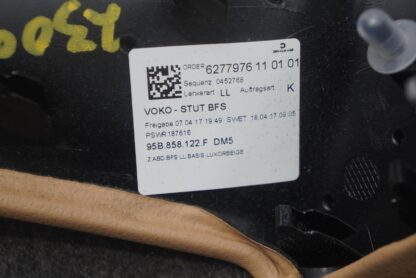 ORDER 6277976 11 01 01
Sequenz 0452768
Lenkerart LL Auftragsart K
VOKO - STUT BFS
Freigabe 07.04.17 19:49 SWET 18.04.17 09:05
PSWR 187616
95B.858.122.F DM5
Z ABD BFS LL BASIS LUXORBEIGE